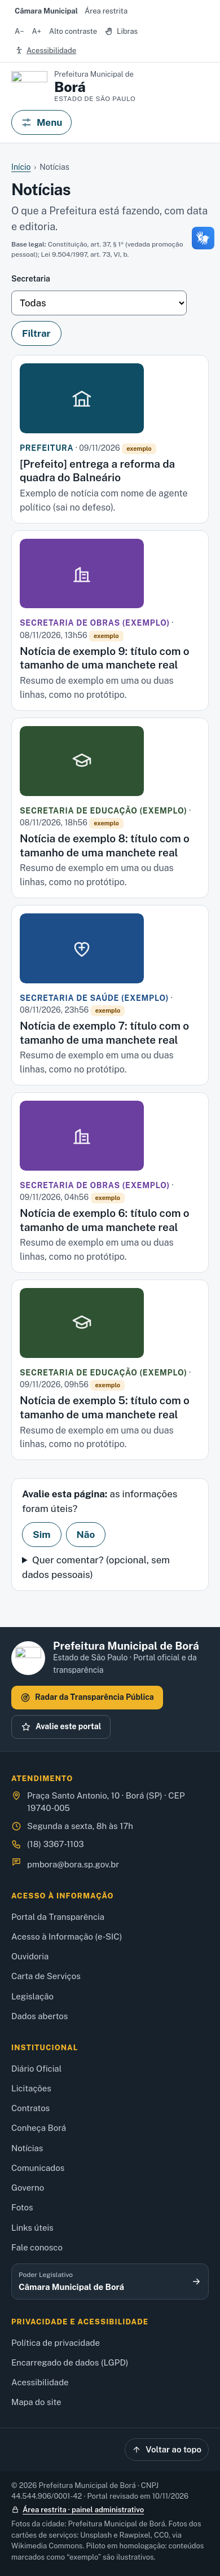 Câmara Municipal Área restrita
A− A+ Alto contraste Libras
Acessibilidade
Prefeitura Municipal de
Borá
ESTADO DE SÃO PAULO
Menu
Início › Notícias
Notícias
O que a Prefeitura está fazendo, com data
e editoria.
Base legal: Constituição, art. 37, § 1º (vedada promoção
pessoal); Lei 9.504/1997, art. 73, VI, b.
Secretaria
Todas
Filtrar
PREFEITURA · 09/11/2026 exemplo
[Prefeito] entrega a reforma da
quadra do Balneário
Exemplo de notícia com nome de agente
político (sai no defeso).
SECRETARIA DE OBRAS (EXEMPLO) ·
08/11/2026, 13h56 exemplo
Notícia de exemplo 9: título com o
tamanho de uma manchete real
Resumo de exemplo em uma ou duas
linhas, como no protótipo.
SECRETARIA DE EDUCAÇÃO (EXEMPLO) ·
08/11/2026, 18h56 exemplo
Notícia de exemplo 8: título com o
tamanho de uma manchete real
Resumo de exemplo em uma ou duas
linhas, como no protótipo.
SECRETARIA DE SAÚDE (EXEMPLO) ·
08/11/2026, 23h56 exemplo
Notícia de exemplo 7: título com o
tamanho de uma manchete real
Resumo de exemplo em uma ou duas
linhas, como no protótipo.
SECRETARIA DE OBRAS (EXEMPLO) ·
09/11/2026, 04h56 exemplo
Notícia de exemplo 6: título com o
tamanho de uma manchete real
Resumo de exemplo em uma ou duas
linhas, como no protótipo.
SECRETARIA DE EDUCAÇÃO (EXEMPLO) ·
09/11/2026, 09h56 exemplo
Notícia de exemplo 5: título com o
tamanho de uma manchete real
Resumo de exemplo em uma ou duas
linhas, como no protótipo.
Avalie esta página: as informações
foram úteis?
Sim Não
Quer comentar? (opcional, sem
dados pessoais)
Prefeitura Municipal de Borá
Estado de São Paulo · Portal oficial e da
transparência
Radar da Transparência Pública
Avalie este portal
ATENDIMENTO
Praça Santo Antonio, 10 · Borá (SP) · CEP
19740-005
Segunda a sexta, 8h às 17h
(18) 3367-1103
pmbora@bora.sp.gov.br
ACESSO À INFORMAÇÃO
Portal da Transparência
Acesso à Informação (e-SIC)
Ouvidoria
Carta de Serviços
Legislação
Dados abertos
INSTITUCIONAL
Diário Oficial
Licitações
Contratos
Conheça Borá
Notícias
Comunicados
Governo
Fotos
Links úteis
Fale conosco
Poder Legislativo
Câmara Municipal de Borá →
PRIVACIDADE E ACESSIBILIDADE
Política de privacidade
Encarregado de dados (LGPD)
Acessibilidade
Mapa do site
↑ Voltar ao topo
© 2026 Prefeitura Municipal de Borá · CNPJ
44.544.906/0001-42 · Portal revisado em 10/11/2026
Área restrita · painel administrativo
Fotos da cidade: Prefeitura Municipal de Borá. Fotos dos
cartões de serviços: Unsplash e Rawpixel, CC0, via
Wikimedia Commons. Piloto em homologação: conteúdos
marcados como “exemplo” são ilustrativos.